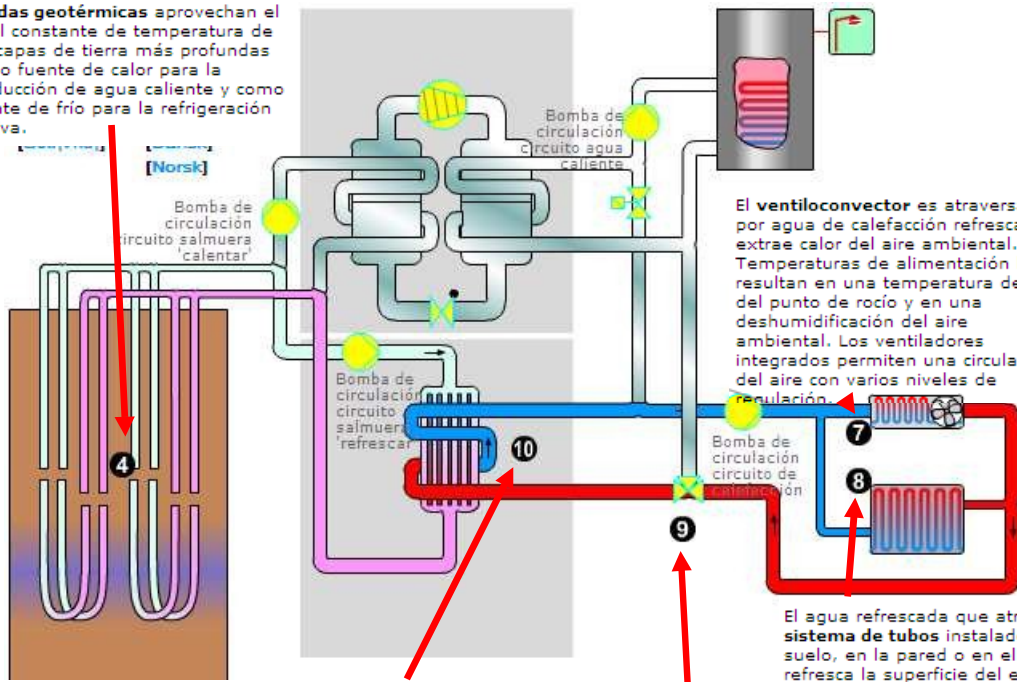 das geotérmicas aprovechan el
l constante de temperatura de
capas de tierra más profundas
o fuente de calor para la
ducción de agua caliente y como
nte de frío para la refrigeración
va.
[Norsk]
Bomba de
circulación
circuito agua
caliente
Bomba de
circulación
circuito salmuera
'calentar'
El ventiloconvector es atravers
por agua de calefacción refresca
extrae calor del aire ambiental.
Temperaturas de alimentación
resultan en una temperatura de
del punto de rocío y en una
deshumidificación del aire
ambiental. Los ventiladores
integrados permiten una circula
del aire con varios niveles de
regulación.
Bomba de
circulación
circuito
salmuera
'refrescar'
4
10
7
Bomba de
circulación
circuito de
calefacción
8
9
El agua refrescada que atr
sistema de tubos instalad
suelo, en la pared o en el
refresca la superficie del e